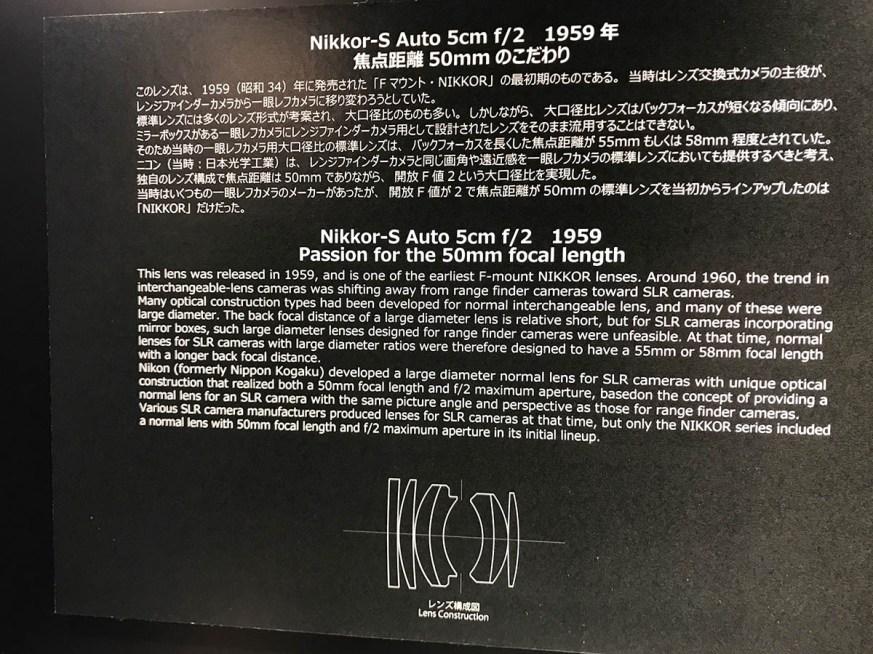 Nikkor-S Auto 5cm f/2　1959 年
焦点距離 50mm のこだわり
このレンズは、1959（昭和 34）年に発売された「F マウント・NIKKOR」の最初期のものである。当時はレンズ交換式カメラの主役が、
レンジファインダーカメラから一眼レフカメラに移り変わろうとしていた。
標準レンズには多くのレンズ形式が考案され、大口径比のものも多い。しかしながら、大口径比レンズはバックフォーカスが短くなる傾向にあり、
ミラーボックスがある一眼レフカメラにレンジファインダーカメラ用として設計されたレンズをそのまま流用することはできない。
そのため当時の一眼レフカメラ用大口径比の標準レンズは、バックフォーカスを長くした焦点距離が 55mm もしくは 58mm 程度とされていた。
ニコン（当時：日本光学工業）は、レンジファインダーカメラと同じ画角や遠近感を一眼レフカメラの標準レンズにおいても提供するべきと考え、
独自のレンズ構成で焦点距離は 50mm でありながら、開放 F 値 2 という大口径比を実現した。
当時はいくつもの一眼レフカメラのメーカーがあったが、開放 F 値が 2 で焦点距離が 50mm の標準レンズを当初からラインアップしたのは
「NIKKOR」だけだった。
Nikkor-S Auto 5cm f/2　1959
Passion for the 50mm focal length
This lens was released in 1959, and is one of the earliest F-mount NIKKOR lenses. Around 1960, the trend in
interchangeable-lens cameras was shifting away from range finder cameras toward SLR cameras.
Many optical construction types had been developed for normal interchangeable lens, and many of these were
large diameter. The back focal distance of a large diameter lens is relative short, but for SLR cameras incorporating
mirror boxes, such large diameter lenses designed for range finder cameras were unfeasible. At that time, normal
lenses for SLR cameras with large diameter ratios were therefore designed to have a 55mm or 58mm focal length
with a longer back focal distance.
Nikon (formerly Nippon Kogaku) developed a large diameter normal lens for SLR cameras with unique optical
construction that realized both a 50mm focal length and f/2 maximum aperture, basedon the concept of providing a
normal lens for an SLR camera with the same picture angle and perspective as those for range finder cameras.
Various SLR camera manufacturers produced lenses for SLR cameras at that time, but only the NIKKOR series included
a normal lens with 50mm focal length and f/2 maximum aperture in its initial lineup.
レンズ構成図
Lens Construction